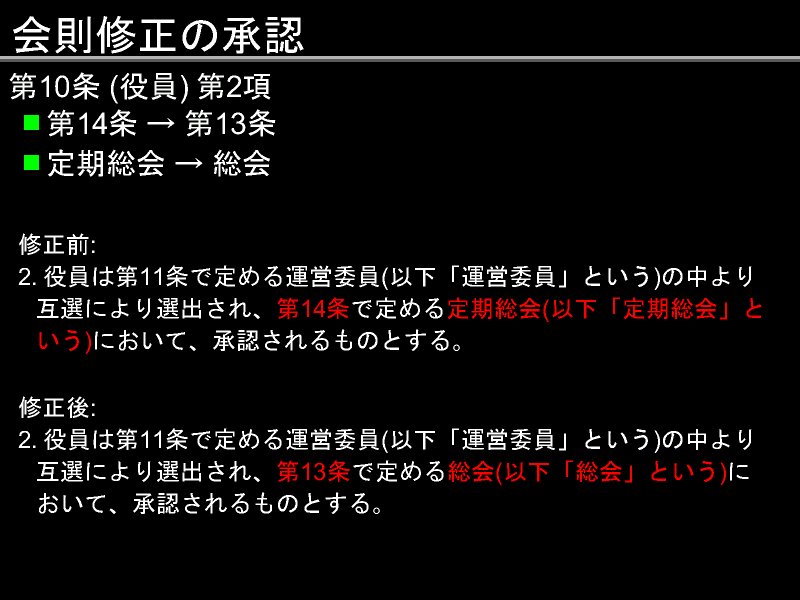 会則修正の承認
第10条 (役員) 第2項
第14条 → 第13条
定期総会 → 総会
修正前:
2. 役員は第11条で定める運営委員(以下「運営委員」という)の中より
互選により選出され、第14条で定める定期総会(以下「定期総会」と
いう)において、承認されるものとする。
修正後:
2. 役員は第11条で定める運営委員(以下「運営委員」という)の中より
互選により選出され、第13条で定める総会(以下「総会」という)に
おいて、承認されるものとする。